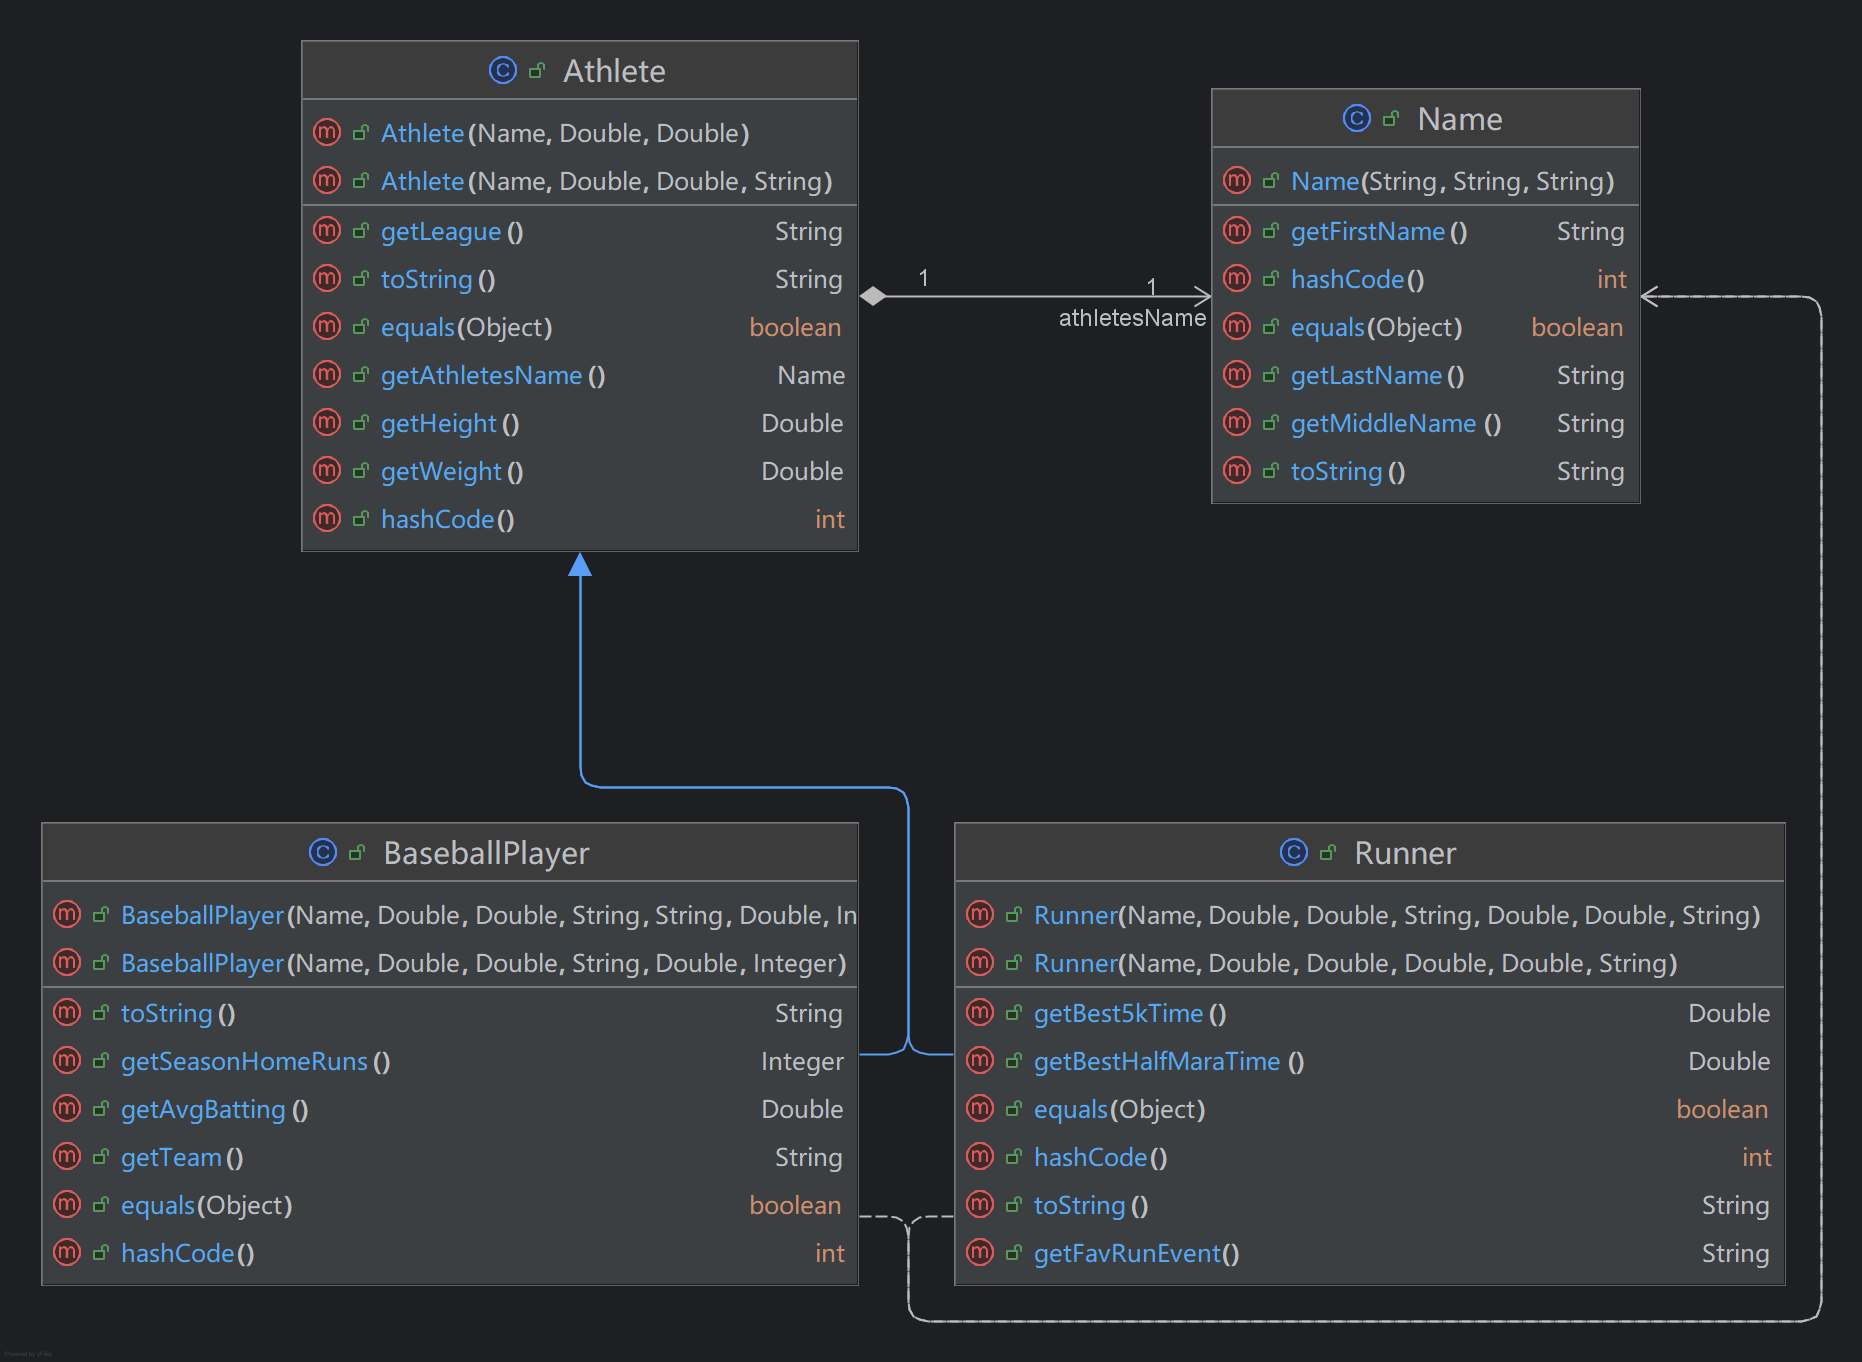 Athlete
Athlete(Name, Double, Double)
Athlete(Name, Double, Double, String)
getLeague() String
toString() String
equals(Object) boolean
getAthletesName() Name
getHeight() Double
getWeight() Double
hashCode() int
1 1
athletesName
Name
Name(String, String, String)
getFirstName() String
hashCode() int
equals(Object) boolean
getLastName() String
getMiddleName() String
toString() String
BaseballPlayer
BaseballPlayer(Name, Double, Double, String, String, Double, In
BaseballPlayer(Name, Double, Double, String, Double, Integer)
toString() String
getSeasonHomeRuns() Integer
getAvgBatting() Double
getTeam() String
equals(Object) boolean
hashCode() int
Runner
Runner(Name, Double, Double, String, Double, Double, String)
Runner(Name, Double, Double, Double, Double, String)
getBest5kTime() Double
getBestHalfMaraTime() Double
equals(Object) boolean
hashCode() int
toString() String
getFavRunEvent() String
Powered by yFiles